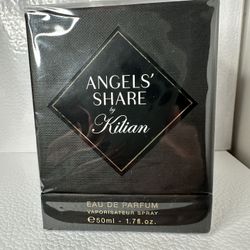 ANGELS'
SHARE
by
Kilian
EAU DE PARFUM
VAPORISATEUR SPRAY
℮50ml - 1.7fl.oz.